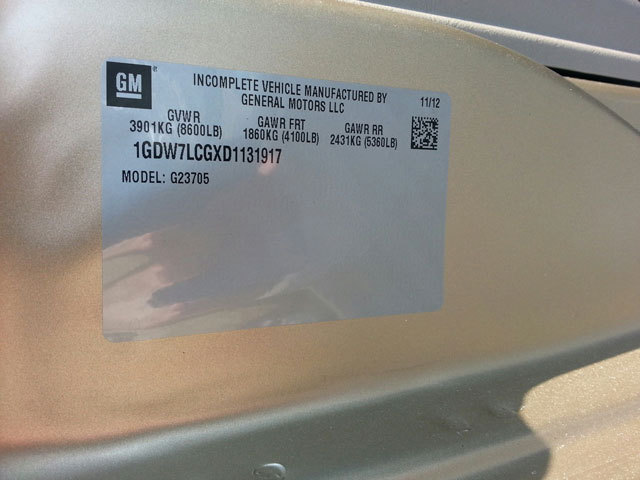 GM
INCOMPLETE VEHICLE MANUFACTURED BY
GENERAL MOTORS LLC
11/12
GVWR GAWR FRT GAWR RR
3901KG (8600LB) 1860KG (4100LB) 2431KG (5360LB)
1GDW7LCGXD1131917
MODEL: G23705